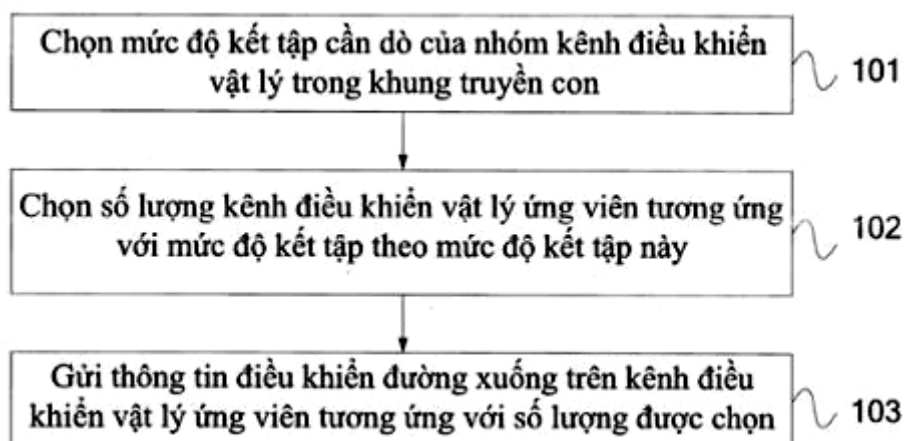 Chọn mức độ kết tập cần dò của nhóm kênh điều khiển
vật lý trong khung truyền con
101
Chọn số lượng kênh điều khiển vật lý ứng viên tương ứng
với mức độ kết tập theo mức độ kết tập này
102
Gửi thông tin điều khiển đường xuống trên kênh điều
khiển vật lý ứng viên tương ứng với số lượng được chọn
103